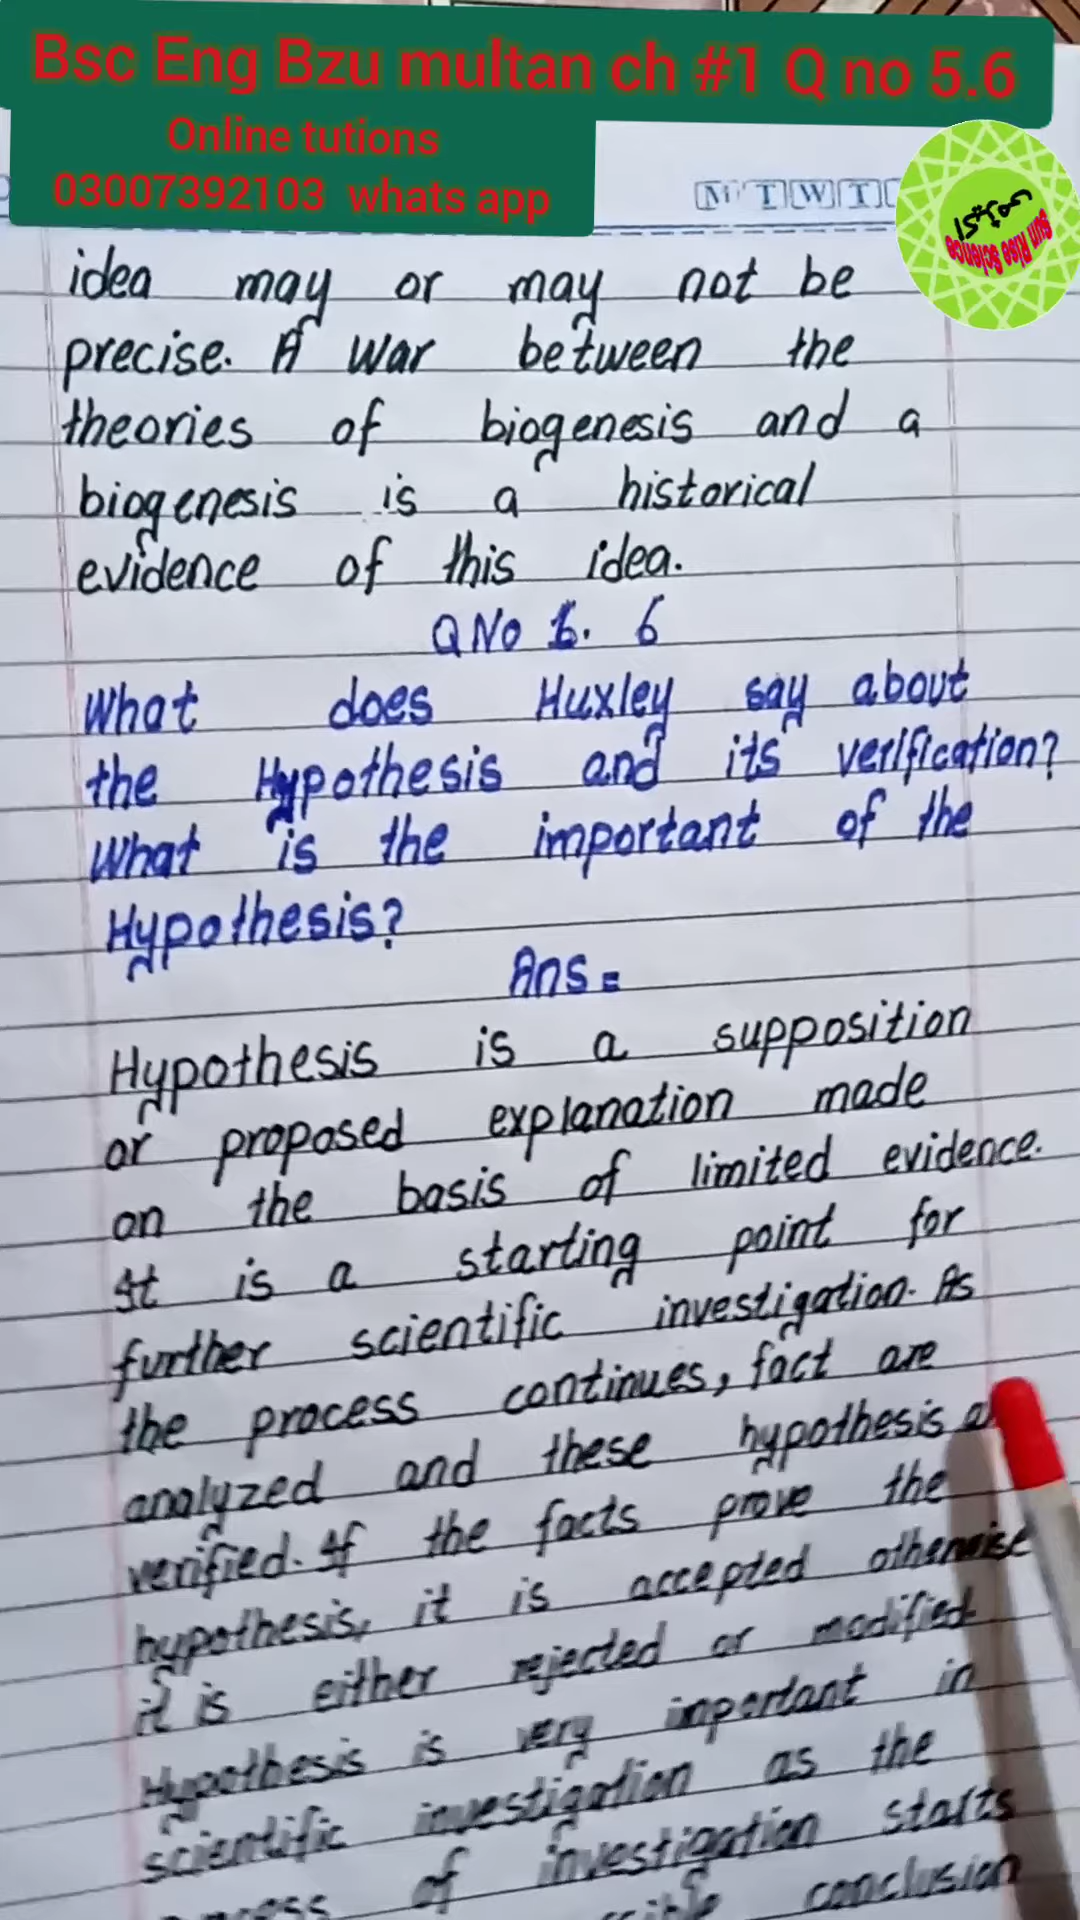 Bsc Eng Bzu multan ch #1 Q no 5.6
Online tutions
03007392103 whats app
M T W T
sun Rise science
idea may or may not be
precise. A war between the
theories of biogenesis and a
biogenesis is a historical
evidence of this idea.
Q No 6. 6
What does Huxley say about
the Hypothesis and its verification?
What is the important of the
Hypothesis?
Ans =
Hypothesis is a supposition
or proposed explanation made
on the basis of limited evidence.
It is a starting point for
further scientific investigation. As
the process continues, fact are
analyzed and these hypothesis
verified. If the facts prove the
hypothesis, it is accepted otherwise
it is either rejected or modified.
Hypothesis is very important in
scientific investigation as the
of investigation starts
conclusion